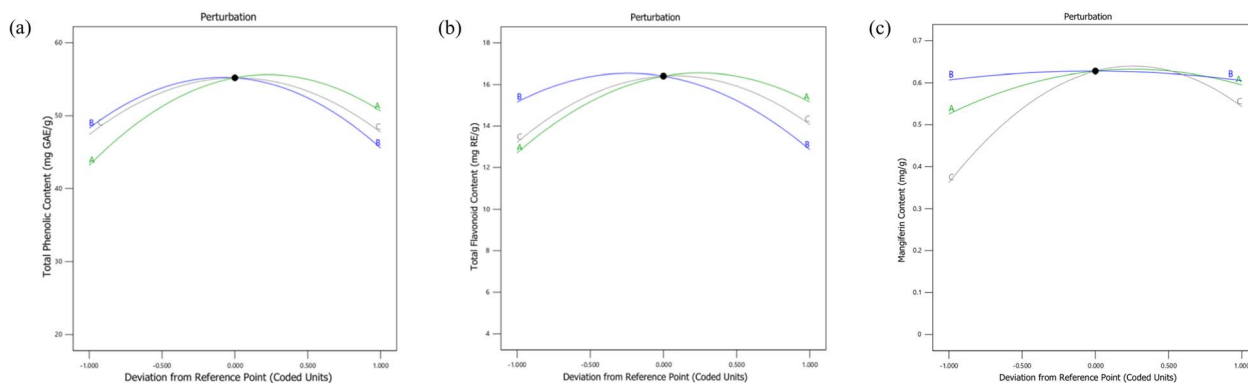 (a)
Perturbation
Total Phenolic Content (mg GAE/g)
60
50
40
30
20
B
C
A
A
C
B
-1.000
-0.500
0.000
0.500
1.000
Deviation from Reference Point (Coded Units)
(b)
Perturbation
Total Flavonoid Content (mg RE/g)
18
16
14
12
10
8
6
4
B
C
A
A
C
B
-1.000
-0.500
0.000
0.500
1.000
Deviation from Reference Point (Coded Units)
(c)
Perturbation
Mangiferin Content (mg/g)
0.7
0.6
0.5
0.4
0.3
0.2
0.1
0
B
A
C
B
A
C
-1.000
-0.500
0.000
0.500
1.000
Deviation from Reference Point (Coded Units)